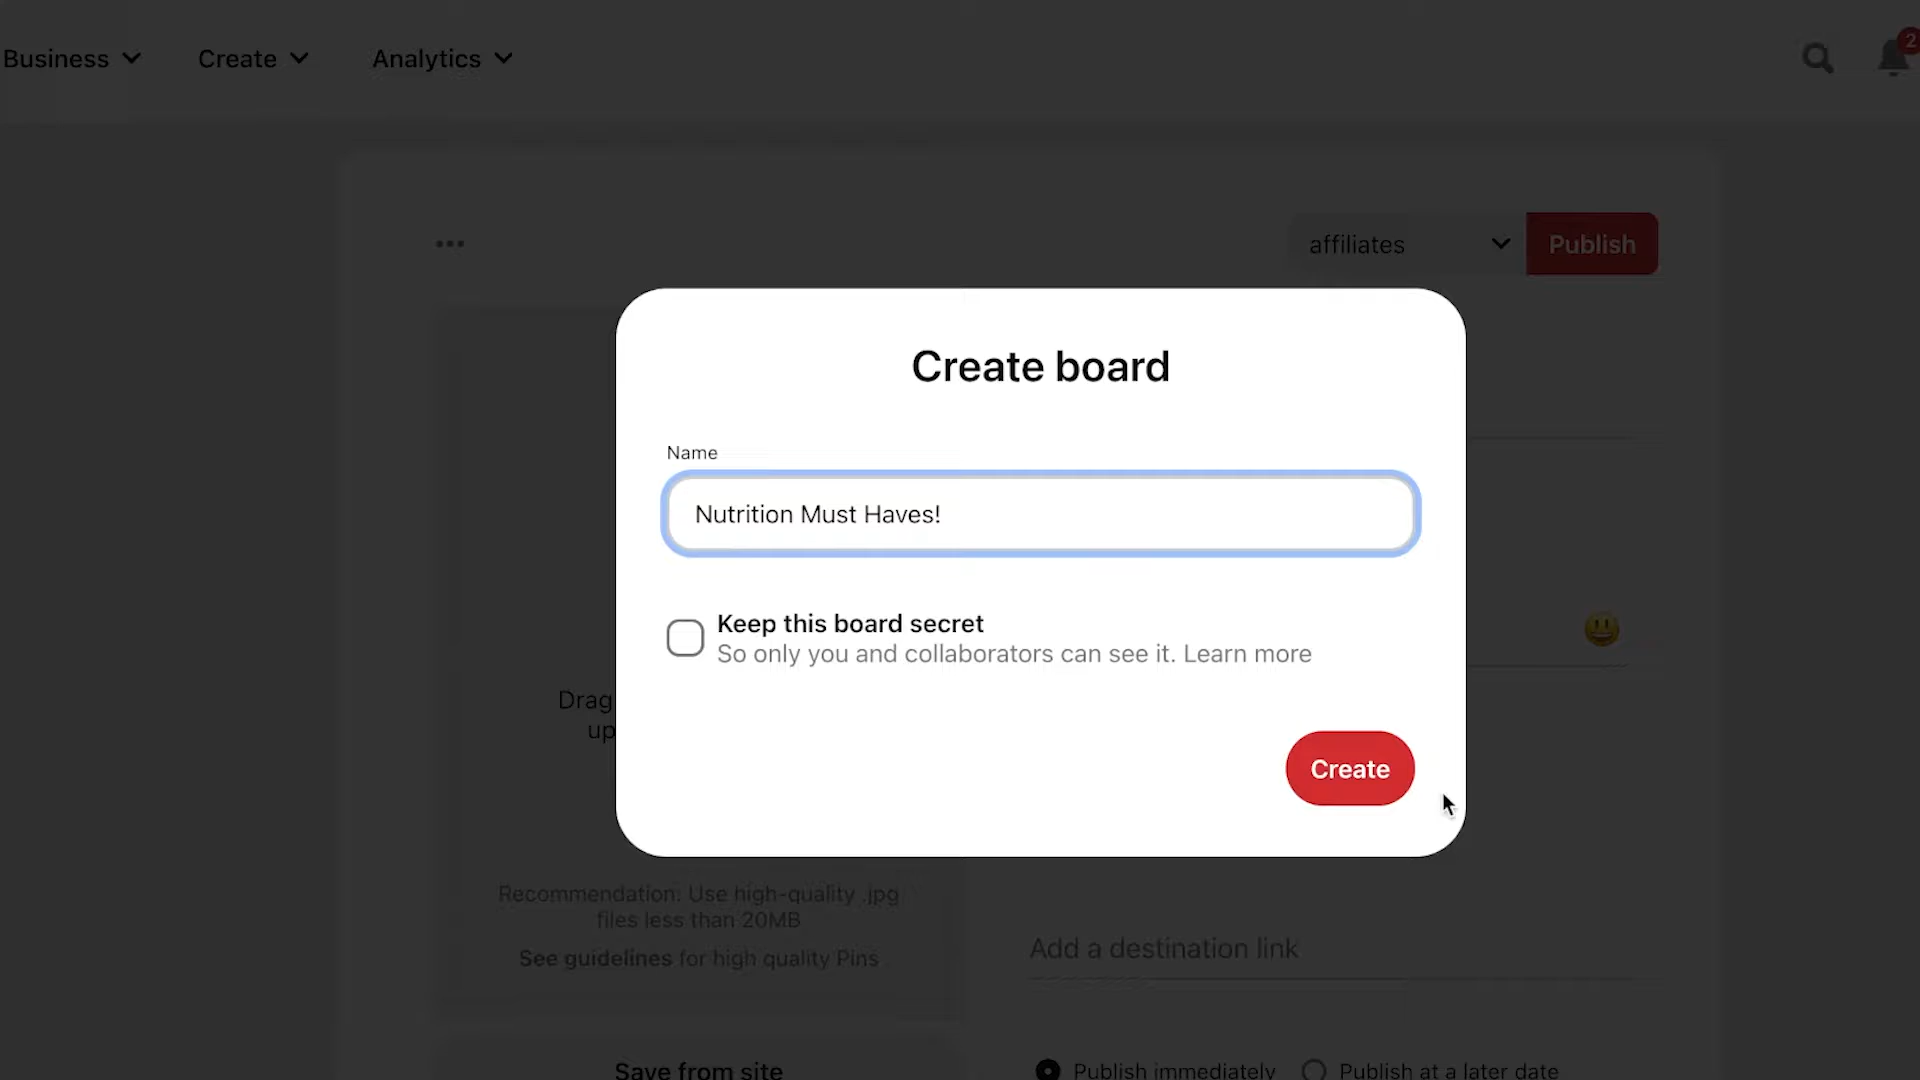 Business
Create
Analytics
2
affiliates
Publish
Create board
Name
Nutrition Must Haves!
Keep this board secret
So only you and collaborators can see it. Learn more
Drag
up
Create
Recommendation: Use high-quality .jpg
files less than 20MB
See guidelines for high quality Pins
Add a destination link
Save from site
Publish immediately
Publish at a later date